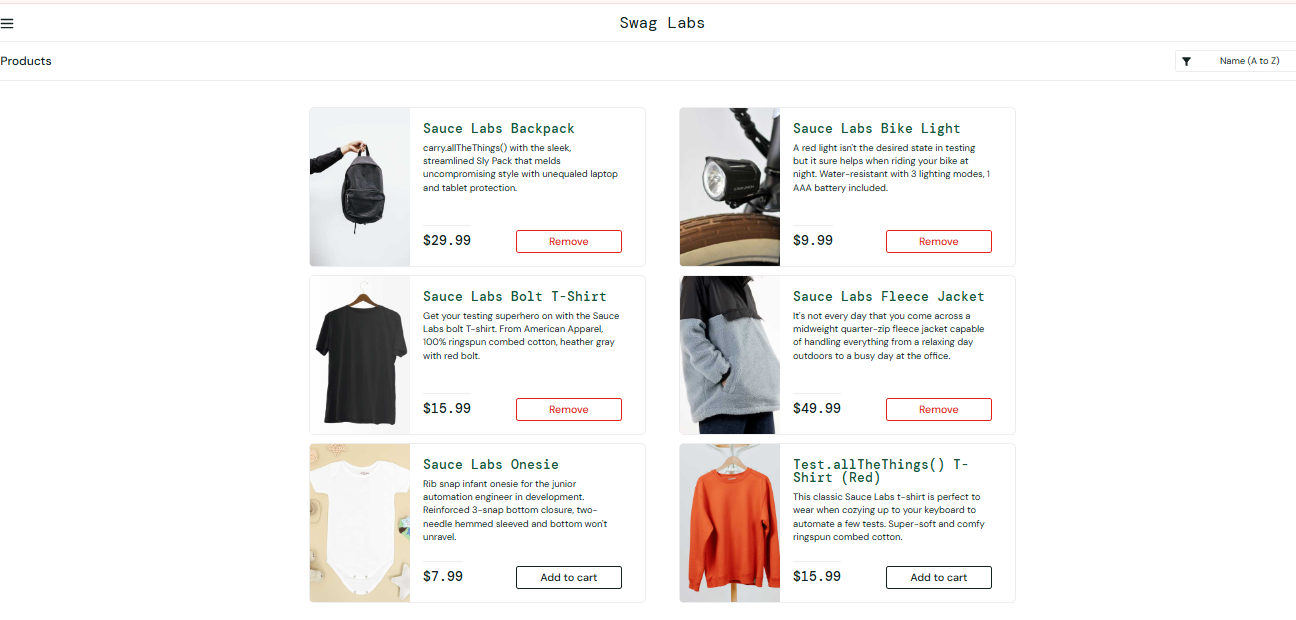 Swag Labs
Products
Name (A to Z)
Sauce Labs Backpack
carry.allTheThings() with the sleek,
streamlined Sly Pack that melds
uncompromising style with unequaled laptop
and tablet protection.
$29.99
Remove
Sauce Labs Bike Light
A red light isn't the desired state in testing
but it sure helps when riding your bike at
night. Water-resistant with 3 lighting modes, 1
AAA battery included.
$9.99
Remove
Sauce Labs Bolt T-Shirt
Get your testing superhero on with the Sauce
Labs bolt T-shirt. From American Apparel,
100% ringspun combed cotton, heather gray
with red bolt.
$15.99
Remove
Sauce Labs Fleece Jacket
It's not every day that you come across a
midweight quarter-zip fleece jacket capable
of handling everything from a relaxing day
outdoors to a busy day at the office.
$49.99
Remove
Sauce Labs Onesie
Rib snap infant onesie for the junior
automation engineer in development.
Reinforced 3-snap bottom closure, two-
needle hemmed sleeved and bottom won't
unravel.
$7.99
Add to cart
Test.allTheThings() T-
Shirt (Red)
This classic Sauce Labs t-shirt is perfect to
wear when cozying up to your keyboard to
automate a few tests. Super-soft and comfy
ringspun combed cotton.
$15.99
Add to cart